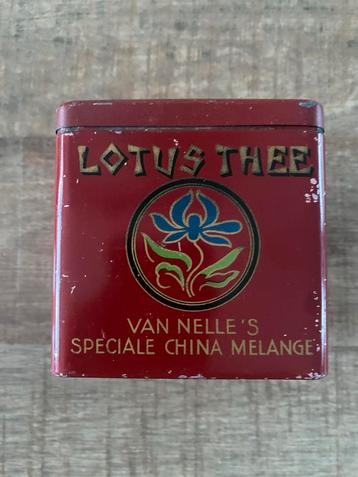 LOTUS THEE
VAN NELLE'S
SPECIALE CHINA MELANGE